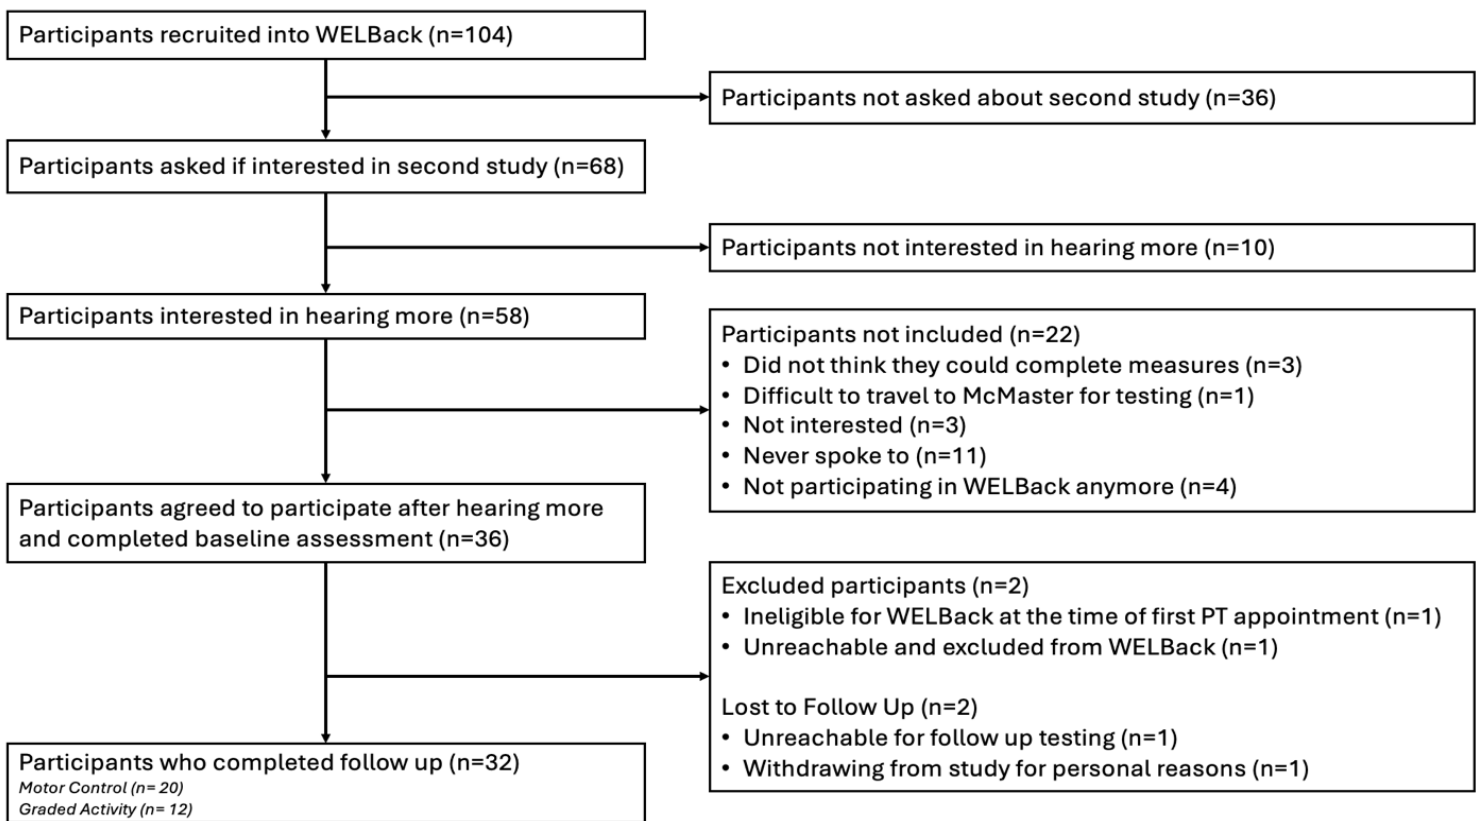 Participants recruited into WELBack (n=104)
Participants not asked about second study (n=36)
Participants asked if interested in second study (n=68)
Participants not interested in hearing more (n=10)
Participants interested in hearing more (n=58)
Participants not included (n=22)
• Did not think they could complete measures (n=3)
• Difficult to travel to McMaster for testing (n=1)
• Not interested (n=3)
• Never spoke to (n=11)
• Not participating in WELBack anymore (n=4)
Participants agreed to participate after hearing more
and completed baseline assessment (n=36)
Excluded participants (n=2)
• Ineligible for WELBack at the time of first PT appointment (n=1)
• Unreachable and excluded from WELBack (n=1)
Lost to Follow Up (n=2)
• Unreachable for follow up testing (n=1)
• Withdrawing from study for personal reasons (n=1)
Participants who completed follow up (n=32)
Motor Control (n= 20)
Graded Activity (n= 12)